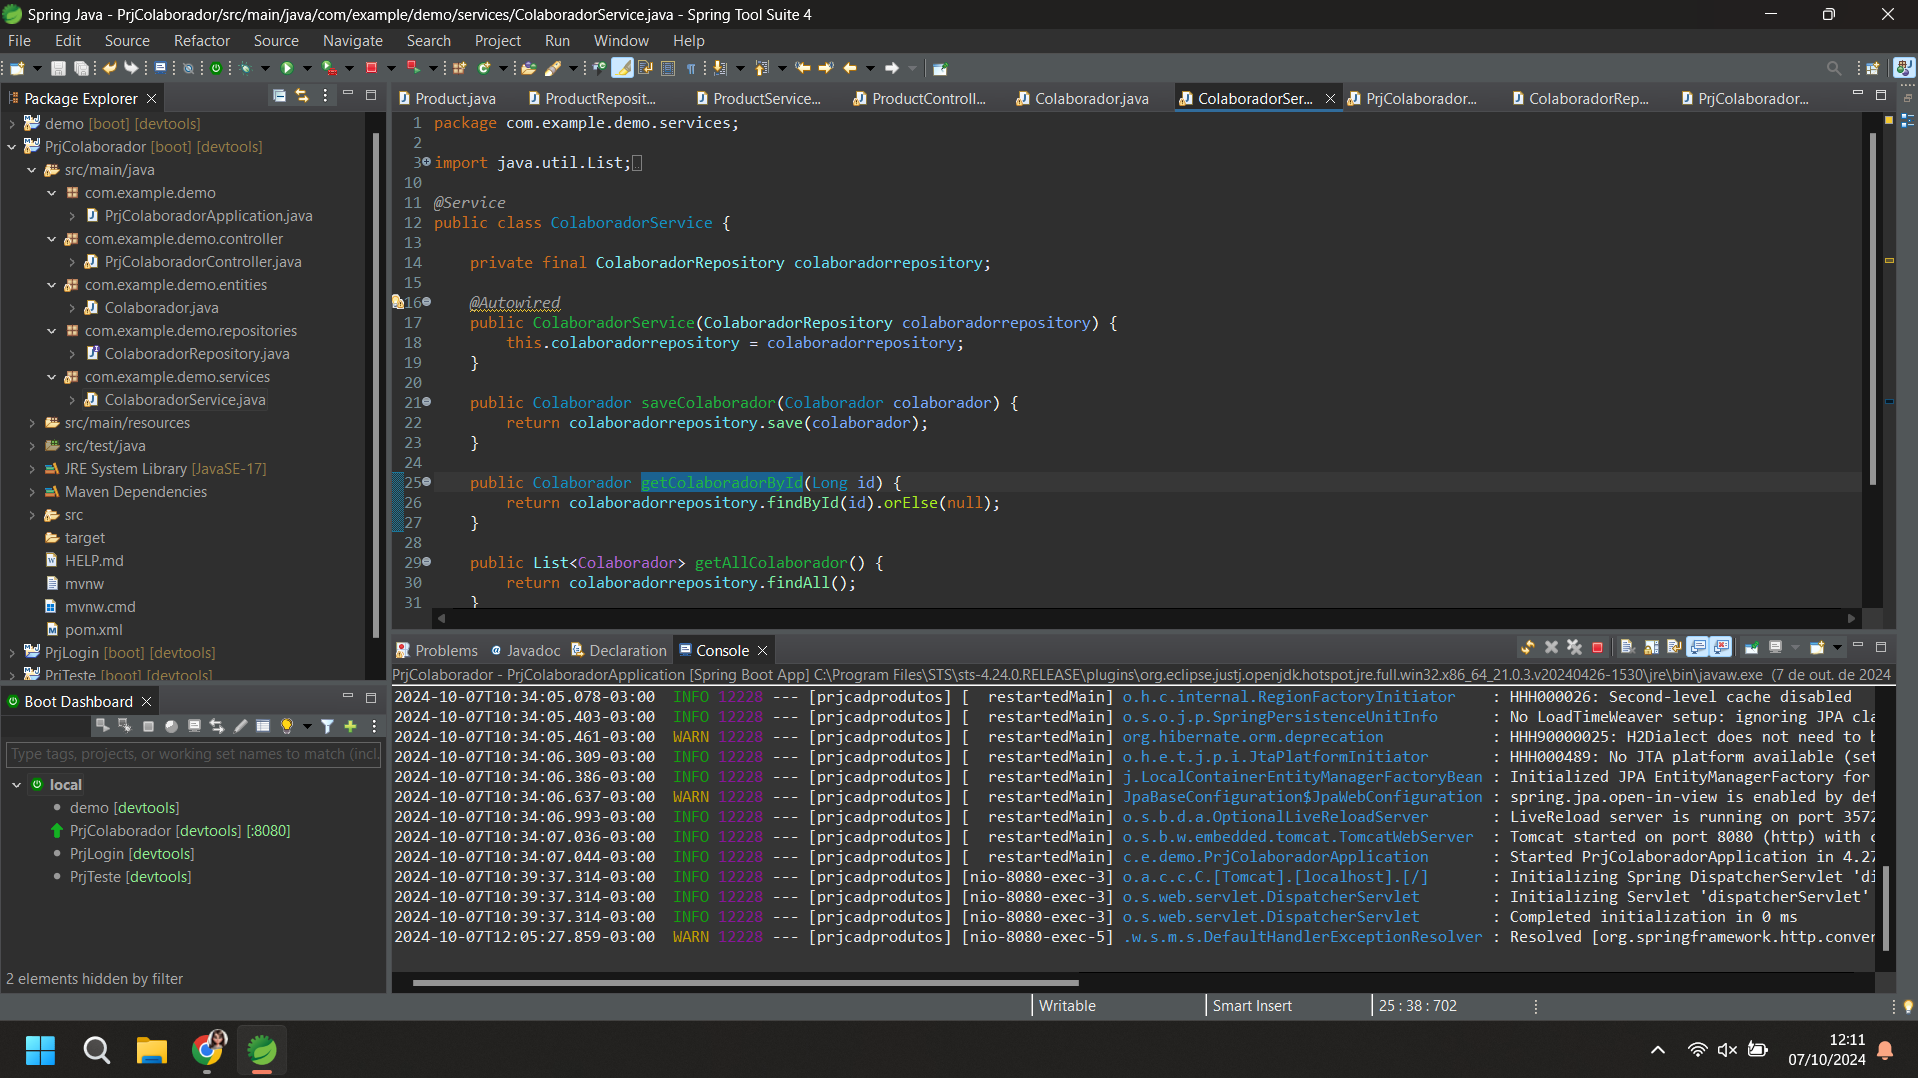 Spring Java - PrjColaborador/src/main/java/com/example/demo/services/ColaboradorService.java - Spring Tool Suite 4
File Edit Source Refactor Source Navigate Search Project Run Window Help
Package Explorer
demo [boot] [devtools]
PrjColaborador [boot] [devtools]
src/main/java
com.example.demo
PrjColaboradorApplication.java
com.example.demo.controller
PrjColaboradorController.java
com.example.demo.entities
Colaborador.java
com.example.demo.repositories
ColaboradorRepository.java
com.example.demo.services
ColaboradorService.java
src/main/resources
src/test/java
JRE System Library [JavaSE-17]
Maven Dependencies
src
target
HELP.md
mvnw
mvnw.cmd
pom.xml
PrjLogin [boot] [devtools]
PrjTeste [boot] [devtools]
Product.java ProductReposit... ProductService... ProductControll... Colaborador.java ColaboradorSer... PrjColaborador... ColaboradorRep... PrjColaborador...
1 package com.example.demo.services;
2
3 import java.util.List;
10
11 @Service
12 public class ColaboradorService {
13
14 private final ColaboradorRepository colaboradorrepository;
15
16 @Autowired
17 public ColaboradorService(ColaboradorRepository colaboradorrepository) {
18 this.colaboradorrepository = colaboradorrepository;
19 }
20
21 public Colaborador saveColaborador(Colaborador colaborador) {
22 return colaboradorrepository.save(colaborador);
23 }
24
25 public Colaborador getColaboradorById(Long id) {
26 return colaboradorrepository.findById(id).orElse(null);
27 }
28
29 public List<Colaborador> getAllColaborador() {
30 return colaboradorrepository.findAll();
31 }
Boot Dashboard
Type tags, projects, or working set names to match (incl.
local
demo [devtools]
PrjColaborador [devtools] [:8080]
PrjLogin [devtools]
PrjTeste [devtools]
2 elements hidden by filter
Problems Javadoc Declaration Console
PrjColaborador - PrjColaboradorApplication [Spring Boot App] C:\Program Files\STS\sts-4.24.0.RELEASE\plugins\org.eclipse.justj.openjdk.hotspot.jre.full.win32.x86_64_21.0.3.v20240426-1530\jre\bin\javaw.exe (7 de out. de 2024
2024-10-07T10:34:05.078-03:00 INFO 12228 --- [prjcadprodutos] [ restartedMain] o.h.c.internal.RegionFactoryInitiator : HHH000026: Second-level cache disabled
2024-10-07T10:34:05.403-03:00 INFO 12228 --- [prjcadprodutos] [ restartedMain] o.s.o.j.p.SpringPersistenceUnitInfo : No LoadTimeWeaver setup: ignoring JPA cla
2024-10-07T10:34:05.461-03:00 WARN 12228 --- [prjcadprodutos] [ restartedMain] org.hibernate.orm.deprecation : HHH90000025: H2Dialect does not need to b
2024-10-07T10:34:06.309-03:00 INFO 12228 --- [prjcadprodutos] [ restartedMain] o.h.e.t.j.p.i.JtaPlatformInitiator : HHH000489: No JTA platform available (set
2024-10-07T10:34:06.386-03:00 INFO 12228 --- [prjcadprodutos] [ restartedMain] j.LocalContainerEntityManagerFactoryBean : Initialized JPA EntityManagerFactory for
2024-10-07T10:34:06.637-03:00 WARN 12228 --- [prjcadprodutos] [ restartedMain] JpaBaseConfiguration$JpaWebConfiguration : spring.jpa.open-in-view is enabled by def
2024-10-07T10:34:06.993-03:00 INFO 12228 --- [prjcadprodutos] [ restartedMain] o.s.b.d.a.OptionalLiveReloadServer : LiveReload server is running on port 3572
2024-10-07T10:34:07.036-03:00 INFO 12228 --- [prjcadprodutos] [ restartedMain] o.s.b.w.embedded.tomcat.TomcatWebServer : Tomcat started on port 8080 (http) with c
2024-10-07T10:34:07.044-03:00 INFO 12228 --- [prjcadprodutos] [ restartedMain] c.e.demo.PrjColaboradorApplication : Started PrjColaboradorApplication in 4.27
2024-10-07T10:39:37.314-03:00 INFO 12228 --- [prjcadprodutos] [nio-8080-exec-3] o.a.c.c.C.[Tomcat].[localhost].[/] : Initializing Spring DispatcherServlet 'di
2024-10-07T10:39:37.314-03:00 INFO 12228 --- [prjcadprodutos] [nio-8080-exec-3] o.s.web.servlet.DispatcherServlet : Initializing Servlet 'dispatcherServlet'
2024-10-07T10:39:37.314-03:00 INFO 12228 --- [prjcadprodutos] [nio-8080-exec-3] o.s.web.servlet.DispatcherServlet : Completed initialization in 0 ms
2024-10-07T12:05:27.859-03:00 WARN 12228 --- [prjcadprodutos] [nio-8080-exec-5] .w.s.m.s.DefaultHandlerExceptionResolver : Resolved [org.springframework.http.conver
Writable Smart Insert 25 : 38 : 702
12:11
07/10/2024